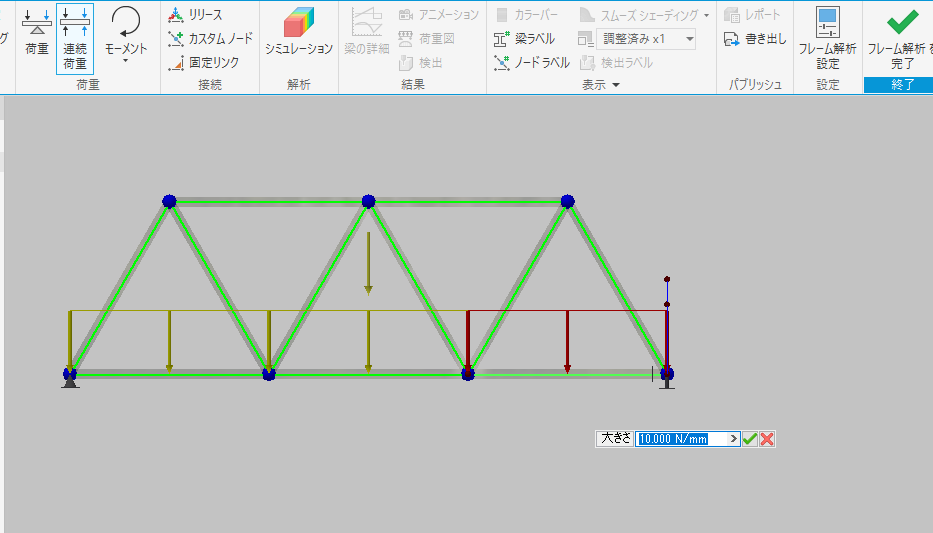 グ
荷重
連続
荷重
モーメント
荷重
リリース
カスタム ノード
固定リンク
接続
シミュレーション
解析
梁の詳細
アニメーション
荷重図
検出
結果
カラーバー
梁ラベル
ノードラベル
スムーズ シェーディング
調整済み x1
検出ラベル
表示
レポート
書き出し
パブリッシュ
フレーム解析
設定
設定
フレーム解析 を
完了
終了
大きさ 10.000 N/mm